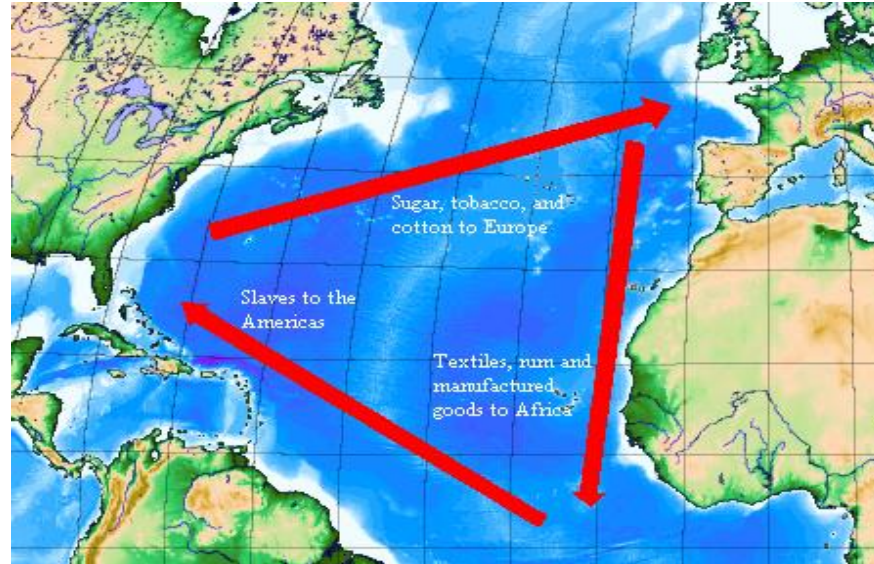 Sugar, tobacco, and
cotton to Europe
Slaves to the
Americas
Textiles, rum and
manufactured
goods to Africa